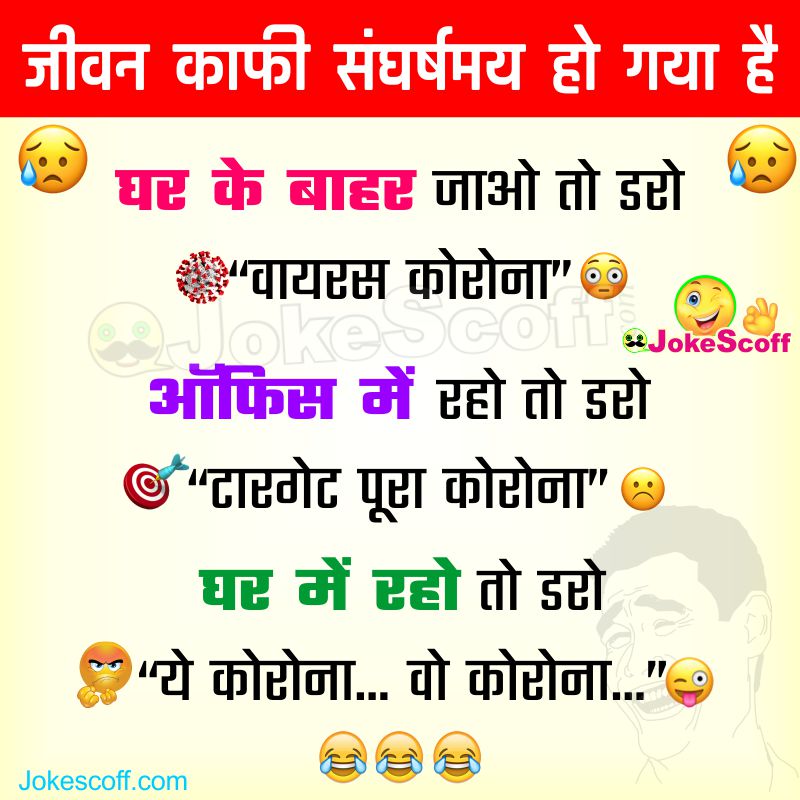 जीवन काफी संघर्षमय हो गया है
घर के बाहर जाओ तो डरो
“वायरस कोरोना”
JokeScoff.com
JokeScoff
ऑफिस में रहो तो डरो
“टारगेट पूरा कोरोना”
घर में रहो तो डरो
“ये कोरोना... वो कोरोना...”
Jokescoff.com